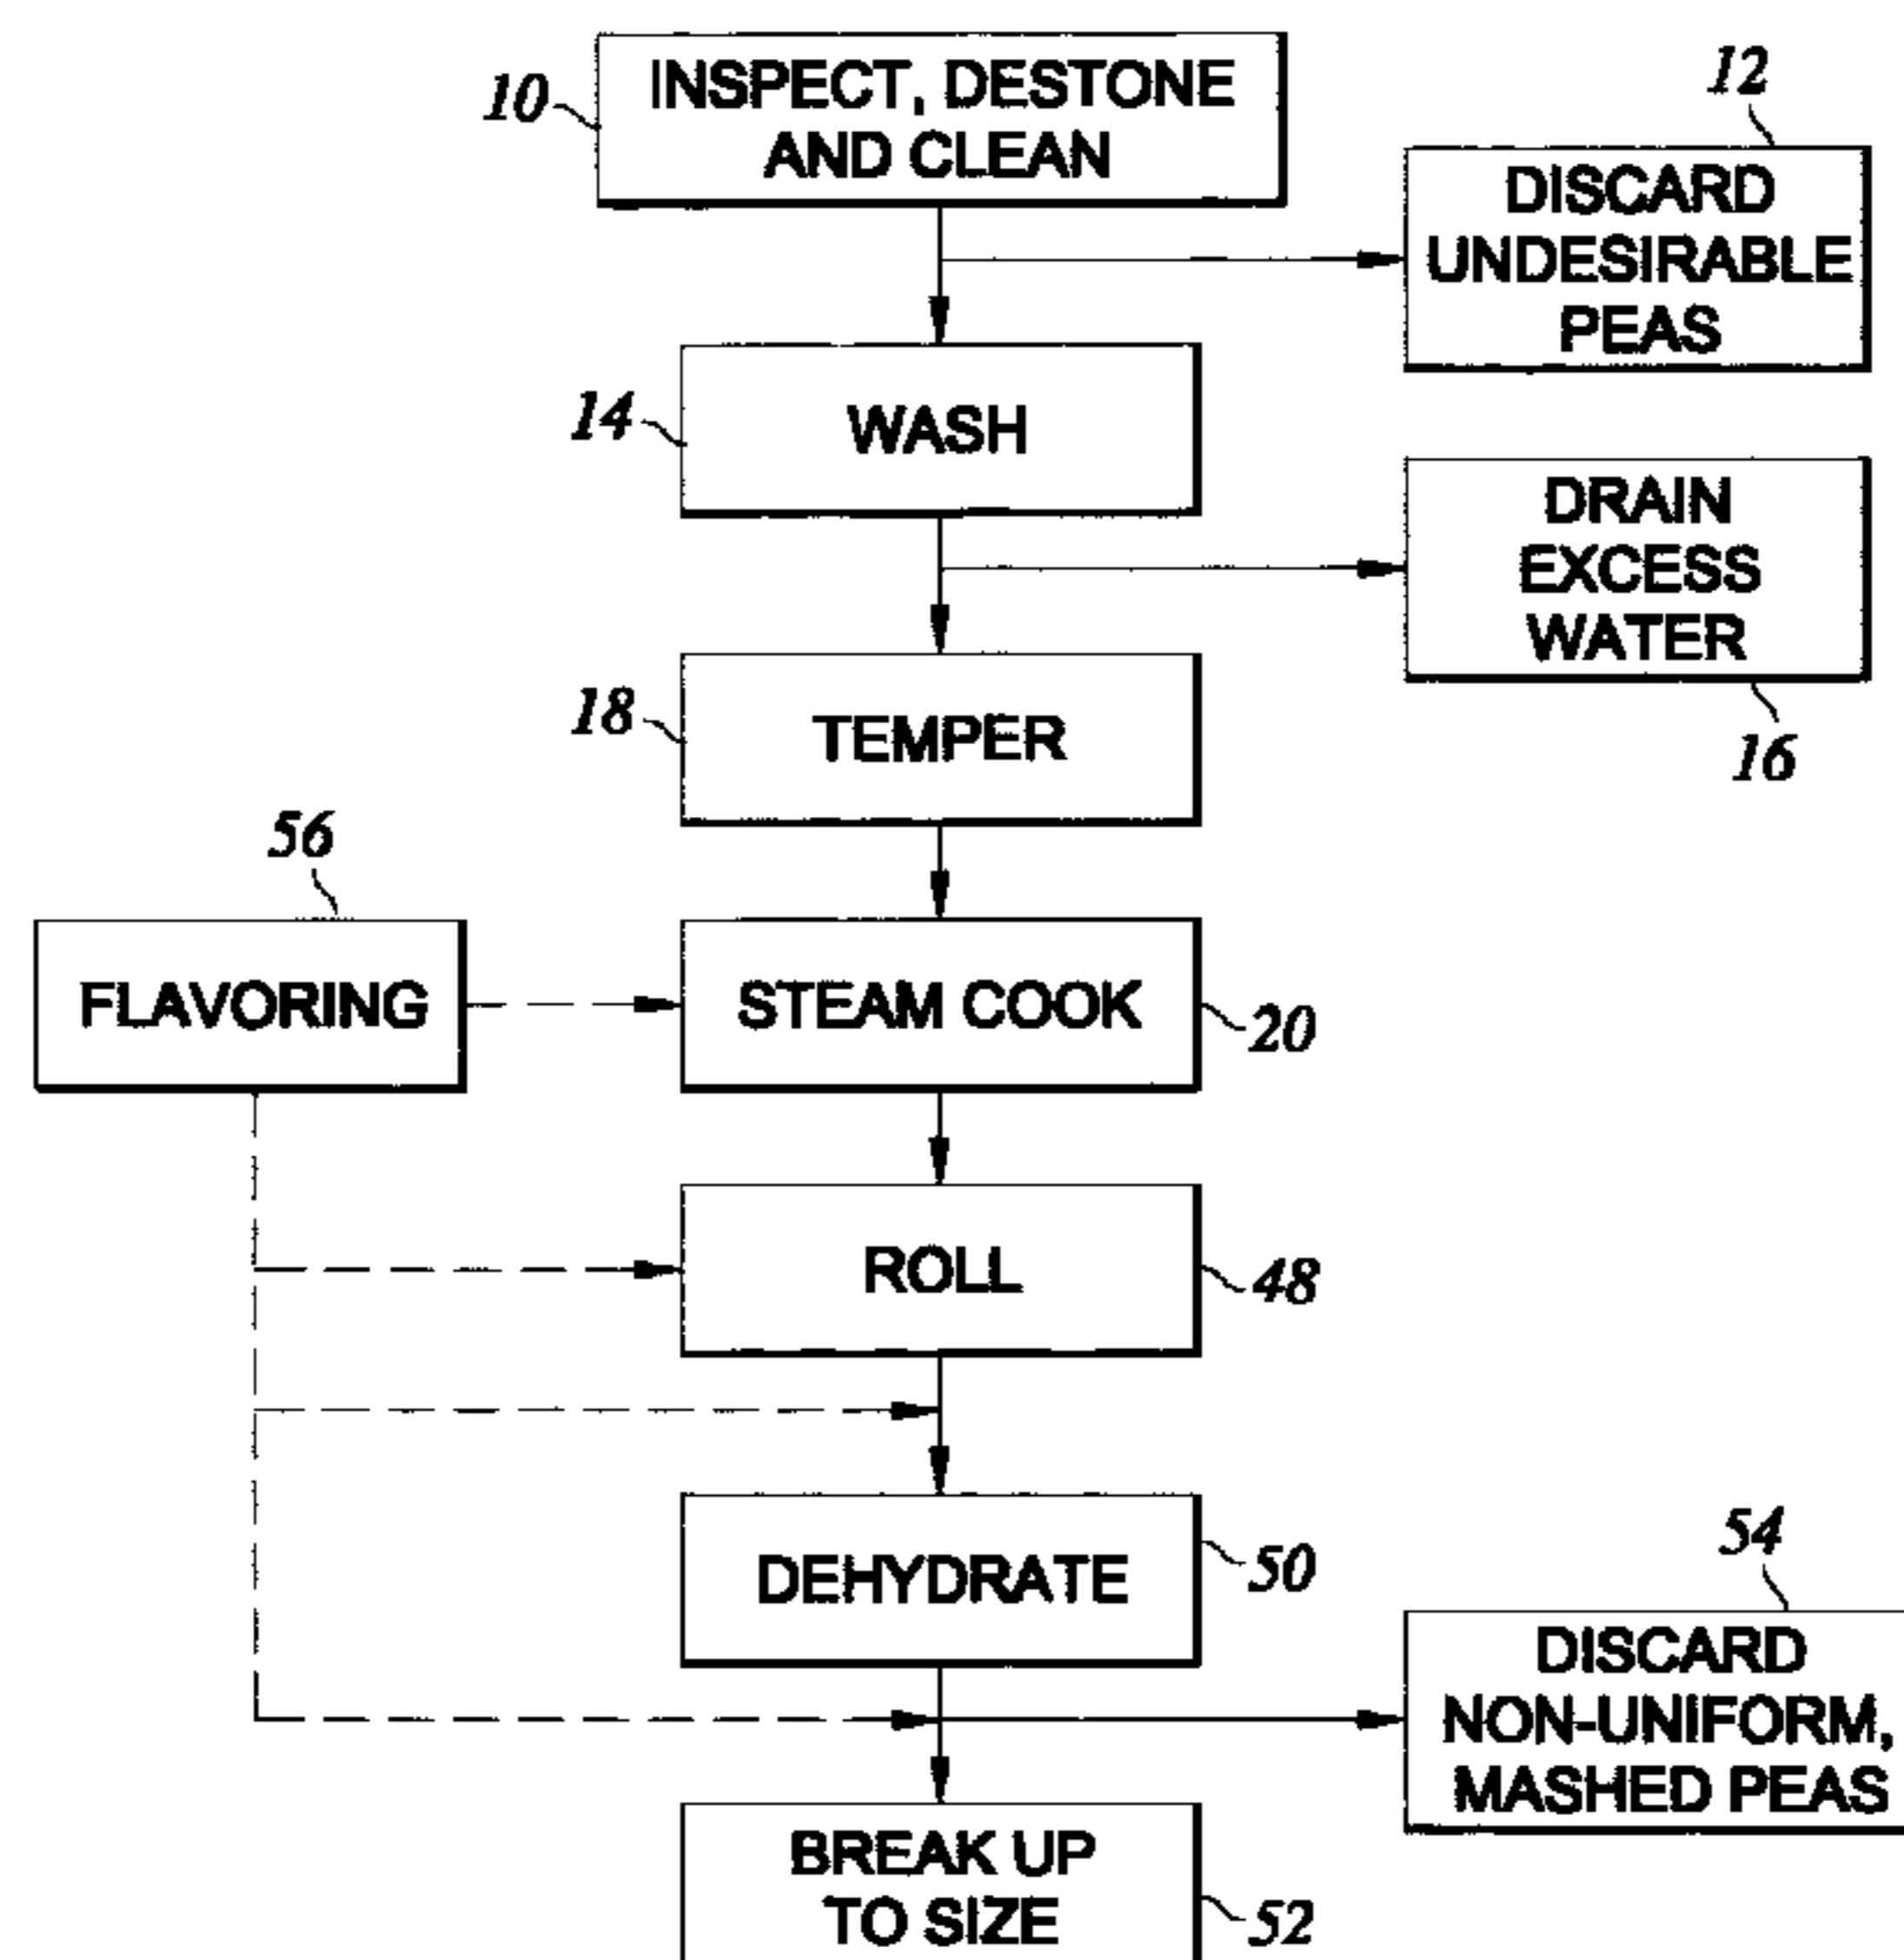 10
INSPECT, DESTONE
AND CLEAN
12
DISCARD
UNDESIRABLE
PEAS
14
WASH
DRAIN
EXCESS
WATER
16
18
TEMPER
56
FLAVORING
STEAM COOK
20
ROLL
48
DEHYDRATE
50
54
DISCARD
NON-UNIFORM,
MASHED PEAS
BREAK UP
TO SIZE
52